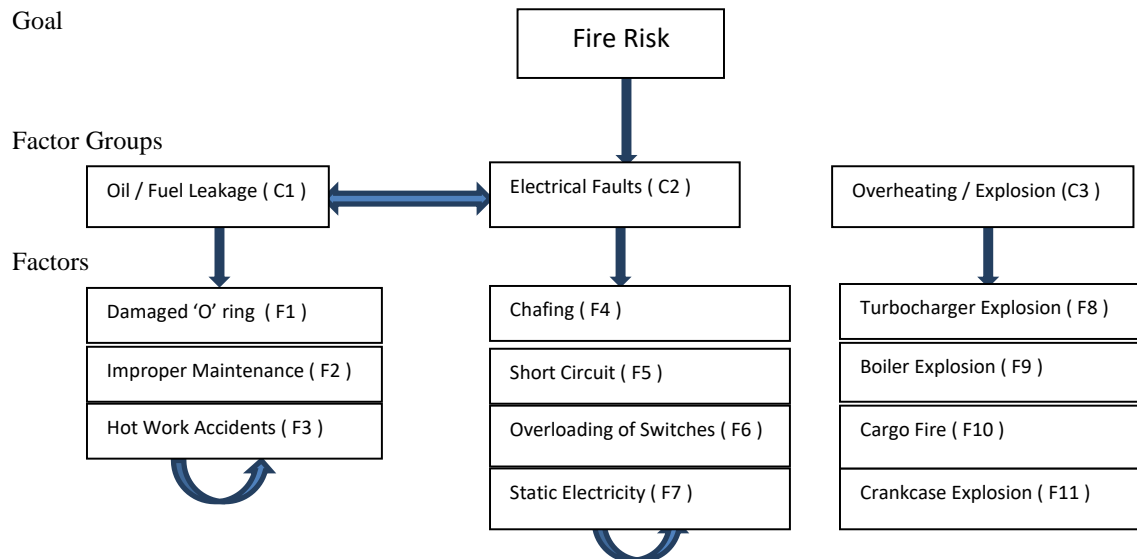 Goal
Fire Risk
Factor Groups
Oil / Fuel Leakage ( C1 )
Electrical Faults ( C2 )
Overheating / Explosion (C3 )
Factors
Damaged ‘O’ ring ( F1 )
Improper Maintenance ( F2 )
Hot Work Accidents ( F3 )
Chafing ( F4 )
Short Circuit ( F5 )
Overloading of Switches ( F6 )
Static Electricity ( F7 )
Turbocharger Explosion ( F8 )
Boiler Explosion ( F9 )
Cargo Fire ( F10 )
Crankcase Explosion ( F11 )